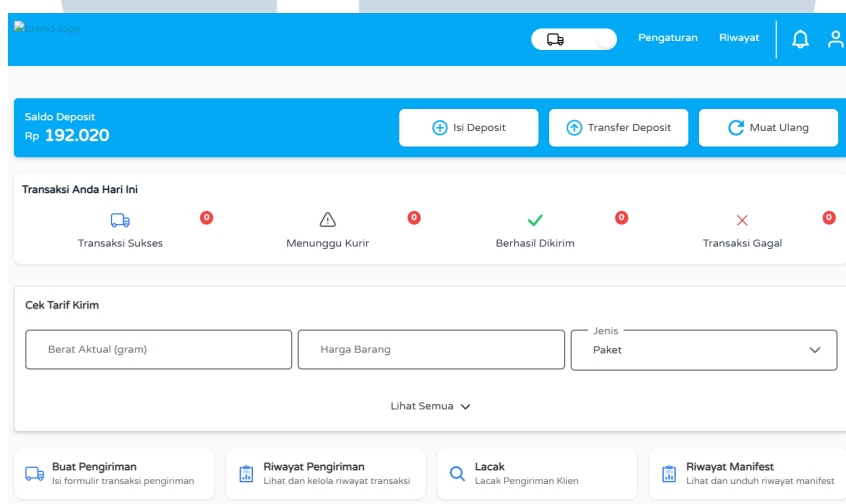 brand-logo
Pengaturan Riwayat
Saldo Deposit
Rp 192.020
Isi Deposit Transfer Deposit Muat Ulang
Transaksi Anda Hari Ini
0 0 0 0
Transaksi Sukses Menunggu Kurir Berhasil Dikirim Transaksi Gagal
Cek Tarif Kirim
Jenis
Berat Aktual (gram) Harga Barang Paket
Lihat Semua
Buat Pengiriman Riwayat Pengiriman Lacak Riwayat Manifest
Isi formulir transaksi pengiriman Lihat dan kelola riwayat transaksi Lacak Pengiriman Klien Lihat dan unduh riwayat manifest